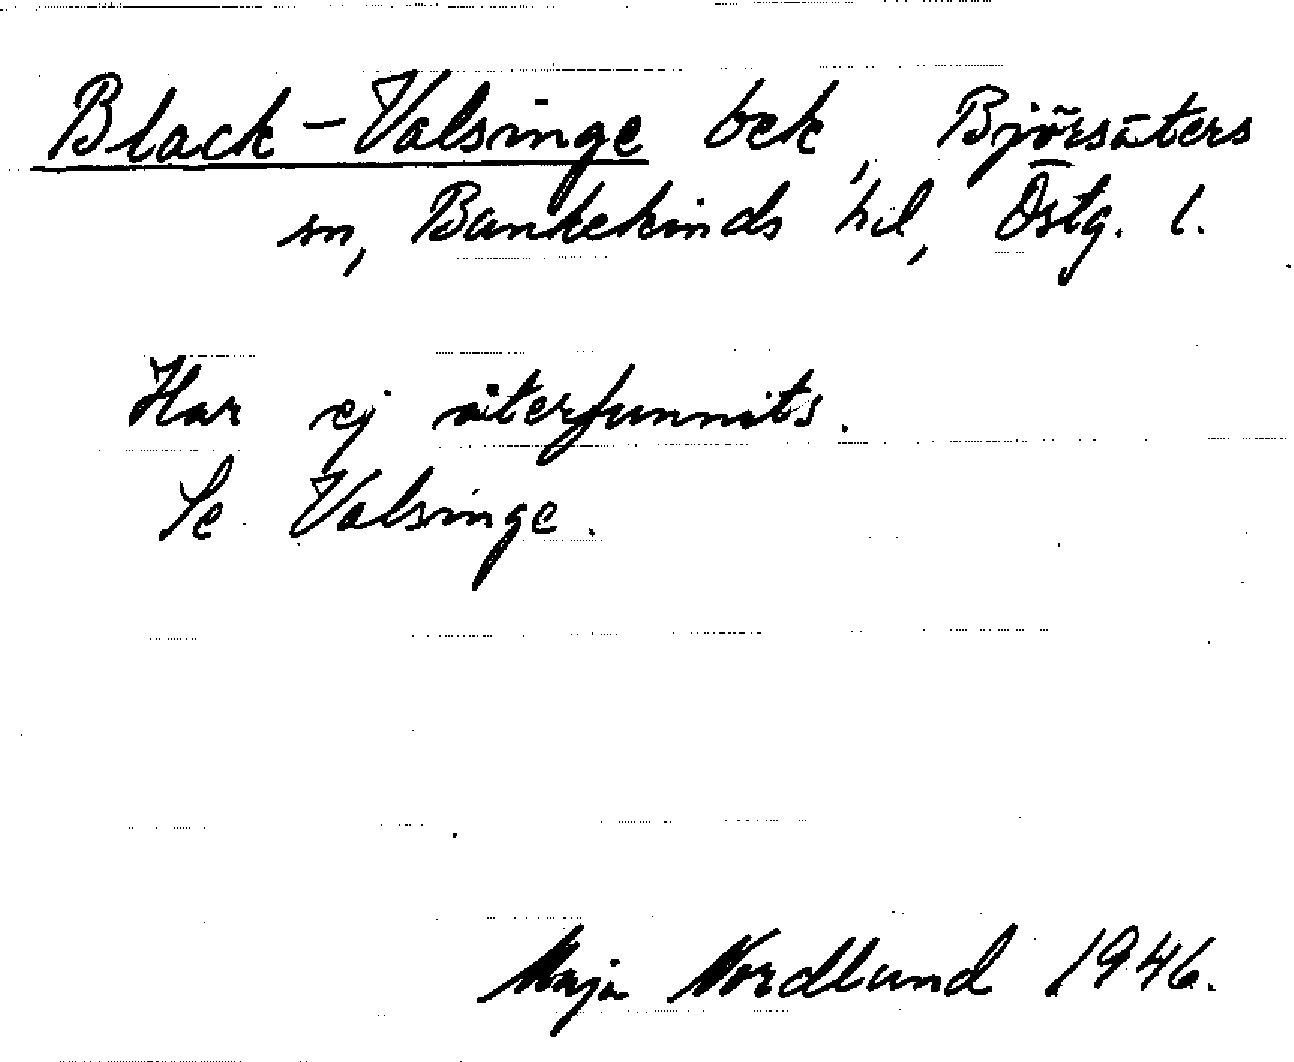 Black-Valsinge bek, Björsäters
sn, Bankekinds hd, Östg. l.
Har ej återfunnits.
Se Valsinge.
Maja Nordlund 1946.